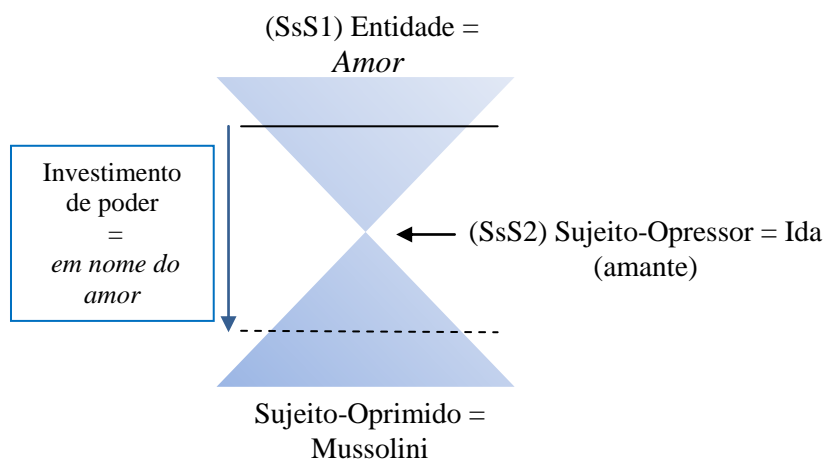 (SsS1) Entidade =
Amor
Investimento
de poder
=
em nome do
amor
(SsS2) Sujeito-Opressor = Ida
(amante)
Sujeito-Oprimido =
Mussolini